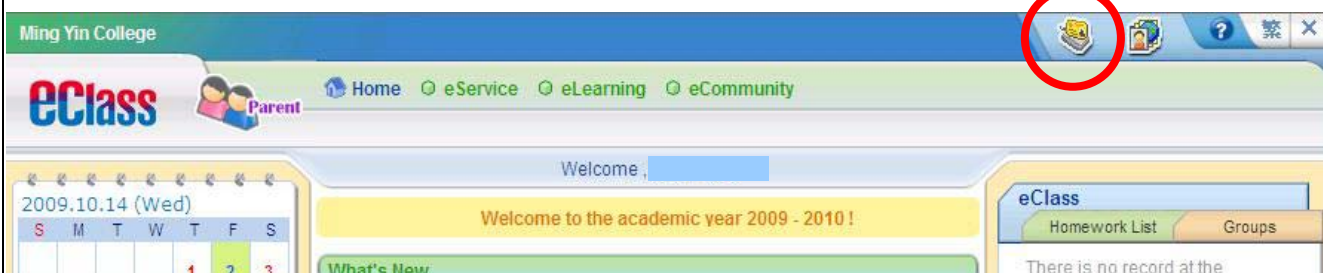 Ming Yin College
繁
eClass
Parent
Home eService eLearning eCommunity
Welcome ,
2009.10.14 (Wed)
S M T W T F S
1 2 3
Welcome to the academic year 2009 - 2010 !
What's New
eClass
Homework List Groups
There is no record at the